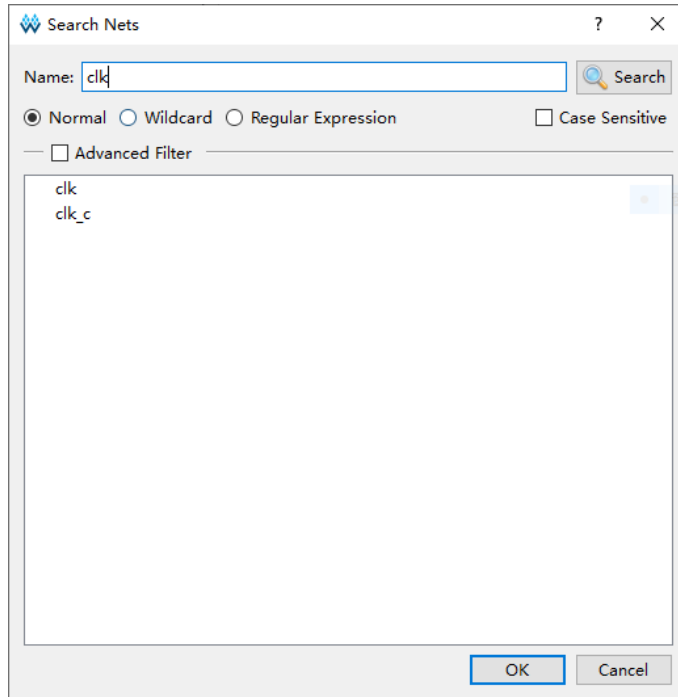 Search Nets ?
Name: clk Search
Normal Wildcard Regular Expression Case Sensitive
Advanced Filter
clk
clk_c
OK Cancel